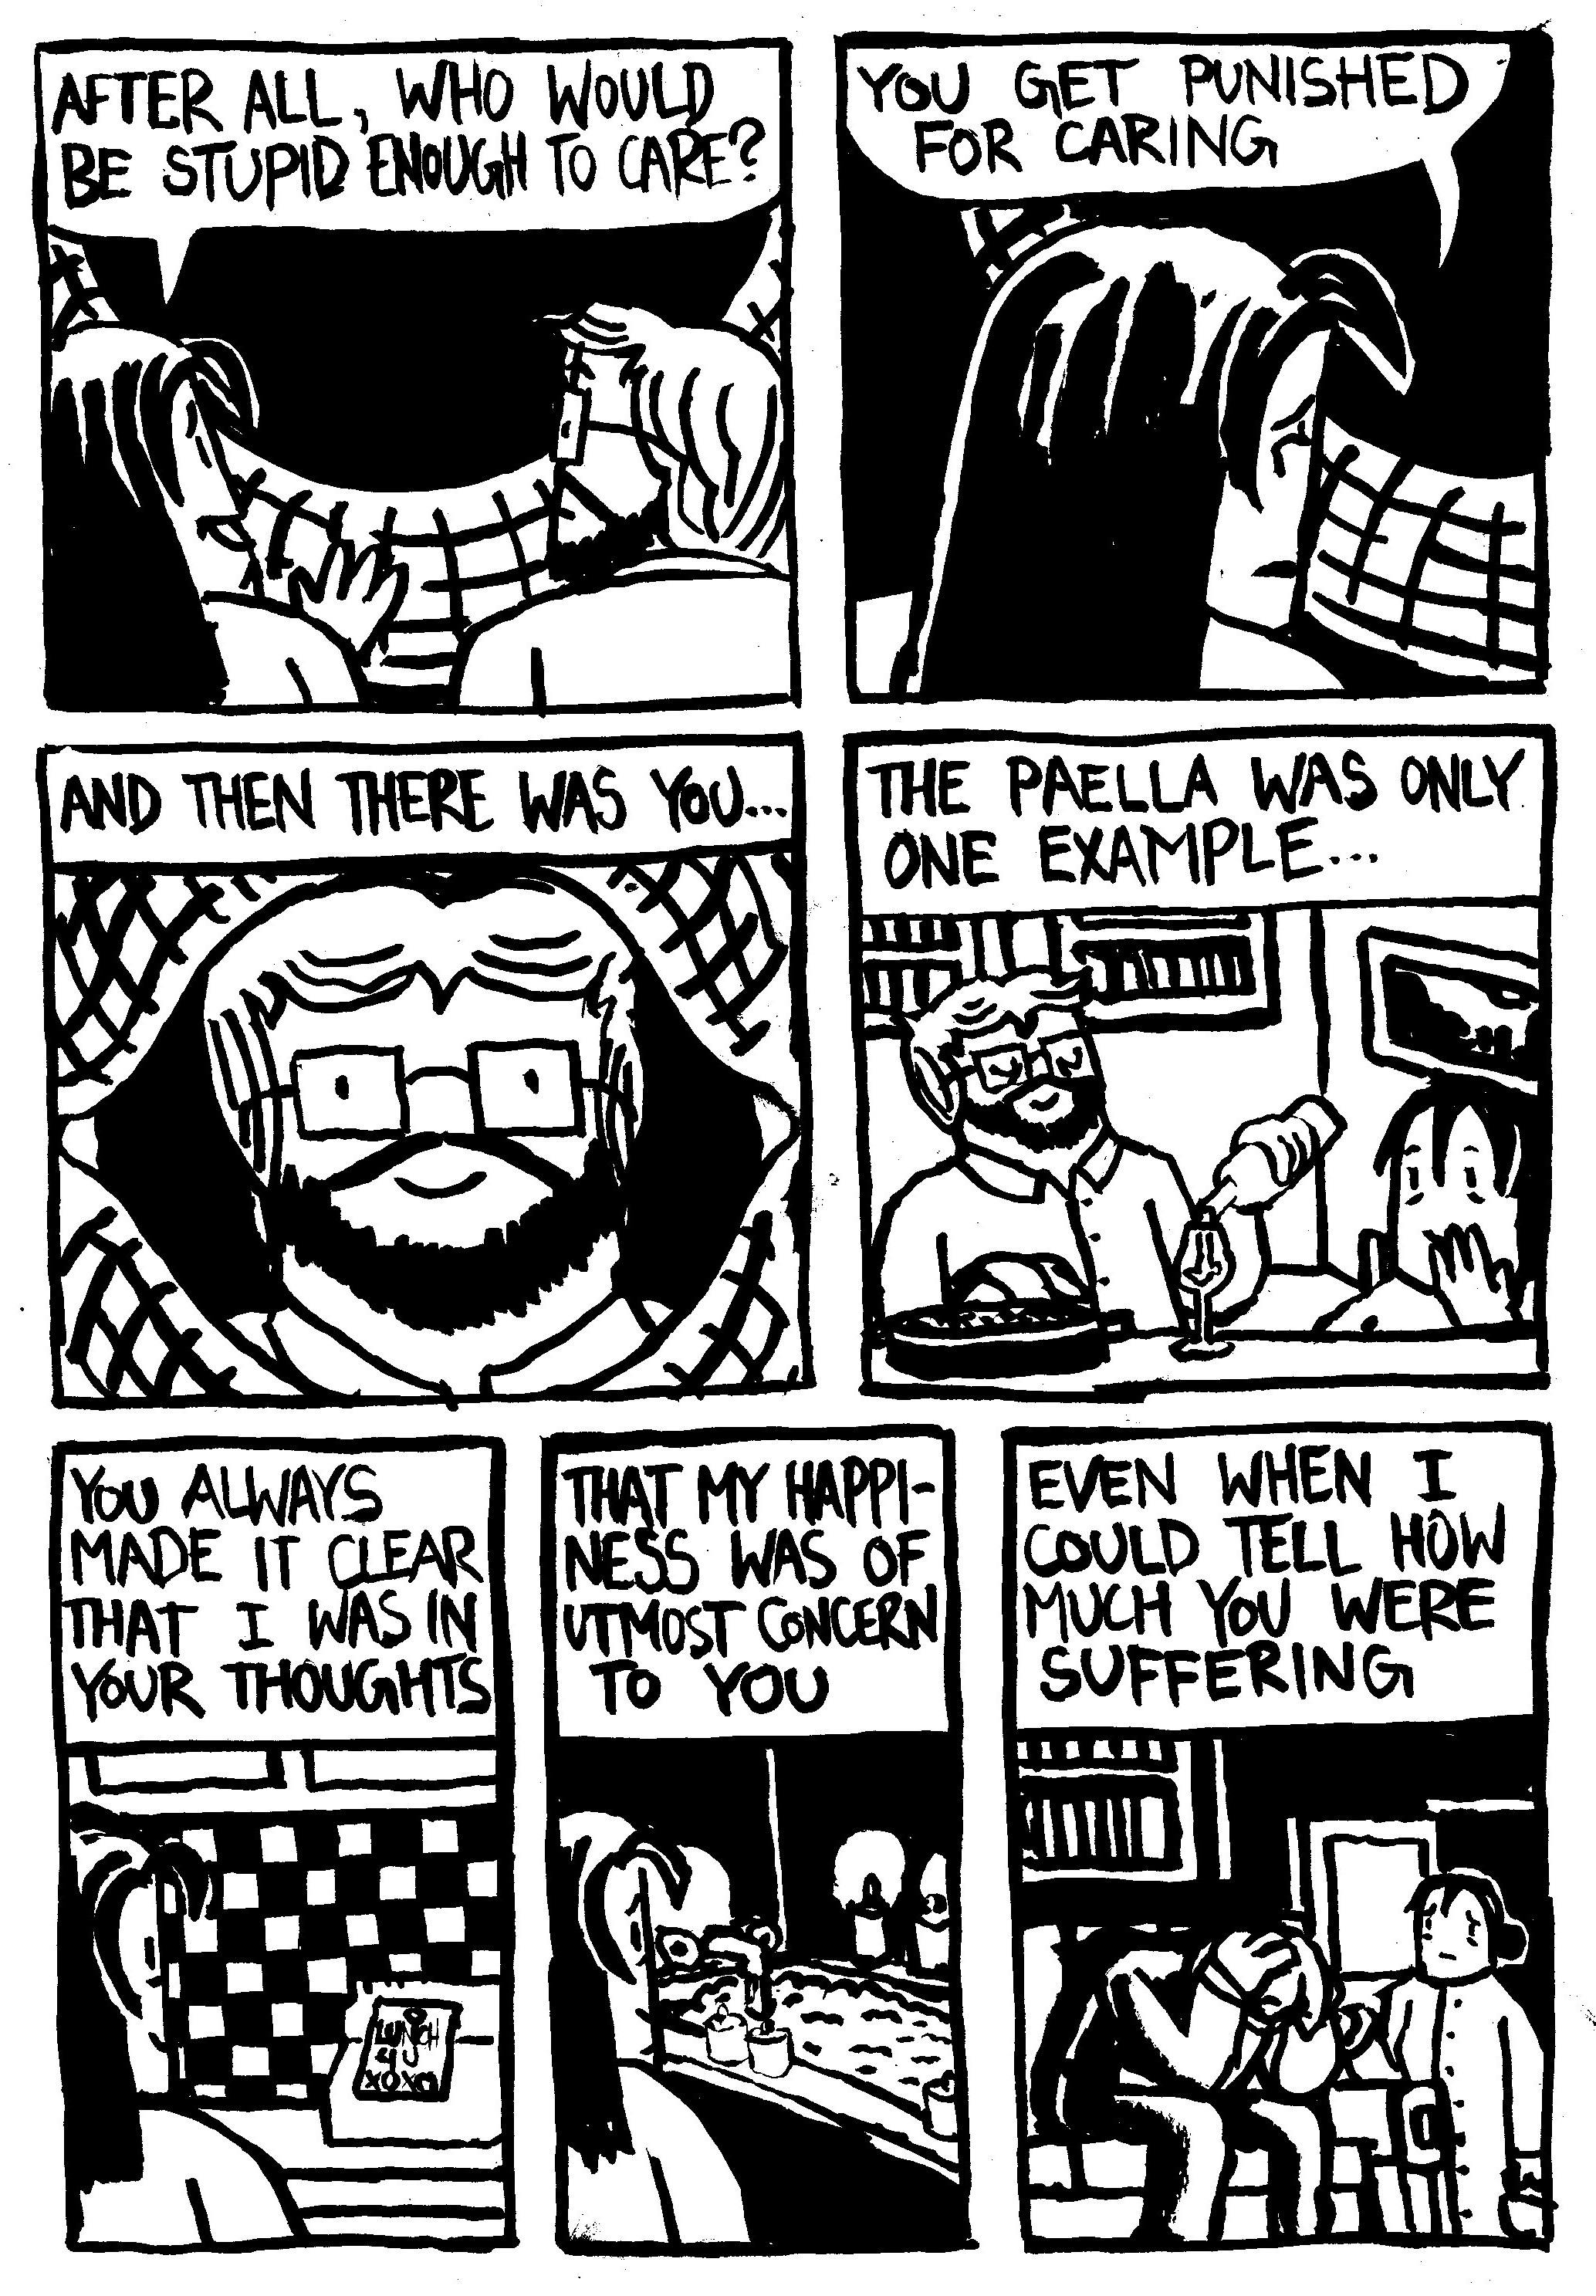 AFTER ALL, WHO WOULD
BE STUPID ENOUGH TO CARE?
YOU GET PUNISHED
FOR CARING
AND THEN THERE WAS YOU...
THE PAELLA WAS ONLY
ONE EXAMPLE...
YOU ALWAYS
MADE IT CLEAR
THAT I WAS IN
YOUR THOUGHTS
LUNCH
4 U
XOXO
THAT MY HAPPI-
NESS WAS OF
UTMOST CONCERN
TO YOU
EVEN WHEN I
COULD TELL HOW
MUCH YOU WERE
SUFFERING